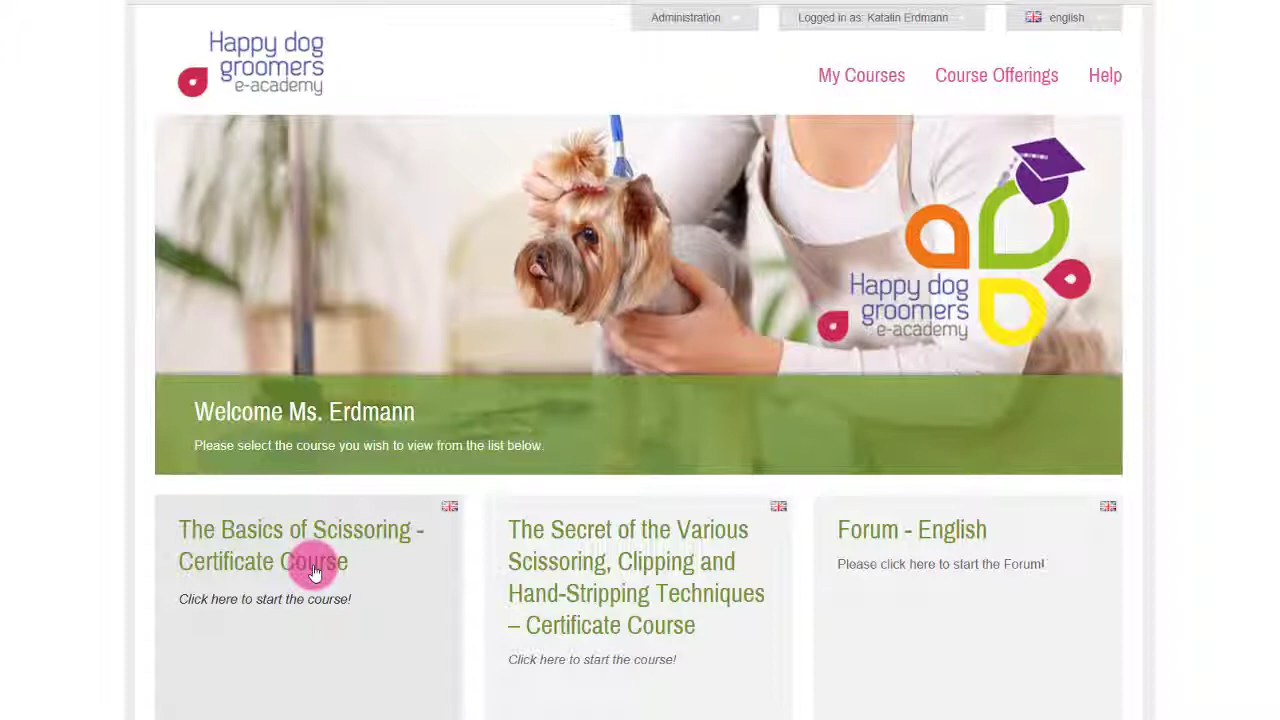 Administration
Logged in as: Katalin Erdmann
english
Happy dog
groomers
e-academy
My Courses
Course Offerings
Help
Happy dog
groomers
e-academy
Welcome Ms. Erdmann
Please select the course you wish to view from the list below.
The Basics of Scissoring -
Certificate Course
Click here to start the course!
The Secret of the Various
Scissoring, Clipping and
Hand-Stripping Techniques
– Certificate Course
Click here to start the course!
Forum - English
Please click here to start the Forum!